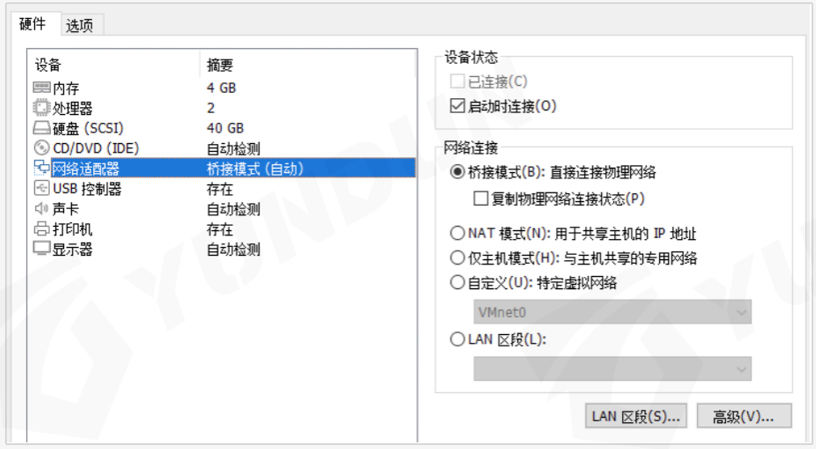 硬件 选项
设备 摘要
内存 4 GB
处理器 2
硬盘 (SCSI) 40 GB
CD/DVD (IDE) 自动检测
网络适配器 桥接模式 (自动)
USB 控制器 存在
声卡 自动检测
打印机 存在
显示器 自动检测
设备状态
已连接(C)
启动时连接(O)
网络连接
桥接模式(B): 直接连接物理网络
复制物理网络连接状态(P)
NAT 模式(N): 用于共享主机的 IP 地址
仅主机模式(H): 与主机共享的专用网络
自定义(U): 特定虚拟网络
VMnet0
LAN 区段(L):
LAN 区段(S)... 高级(V)...
YUNDUN
YUNDUN